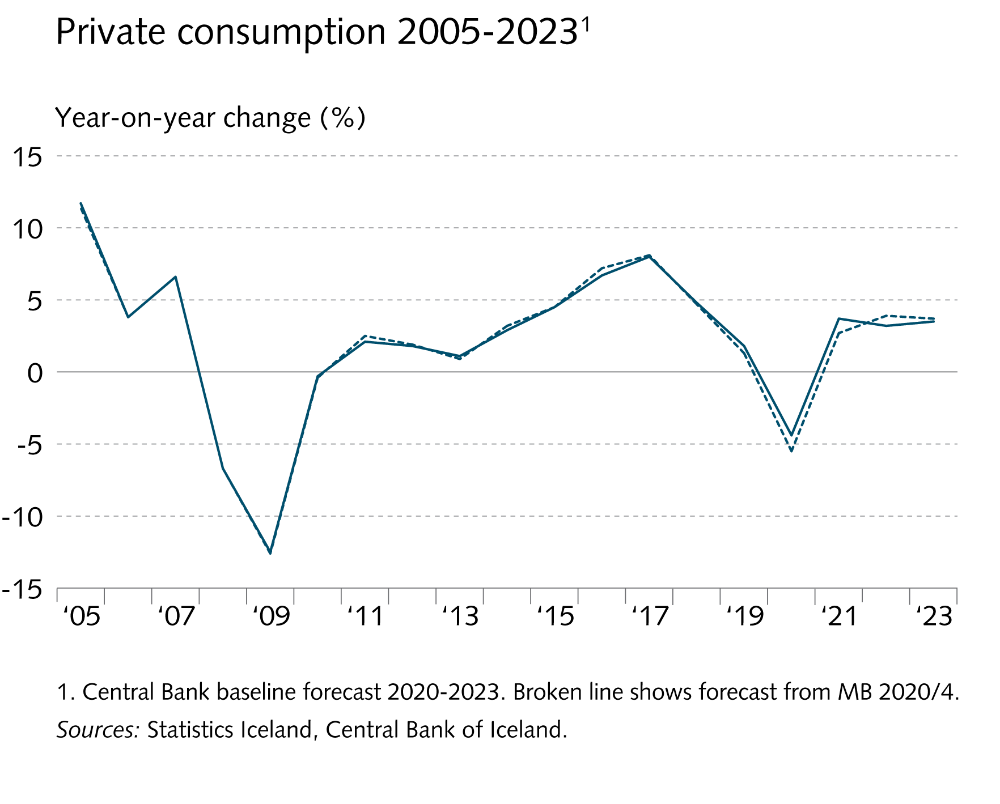 Private consumption 2005-2023¹
Year-on-year change (%)
15
10
5
0
-5
-10
-15
‘05 ‘07 ‘09 ‘11 ‘13 ‘15 ‘17 ‘19 ‘21 ‘23
1. Central Bank baseline forecast 2020-2023. Broken line shows forecast from MB 2020/4.
Sources: Statistics Iceland, Central Bank of Iceland.